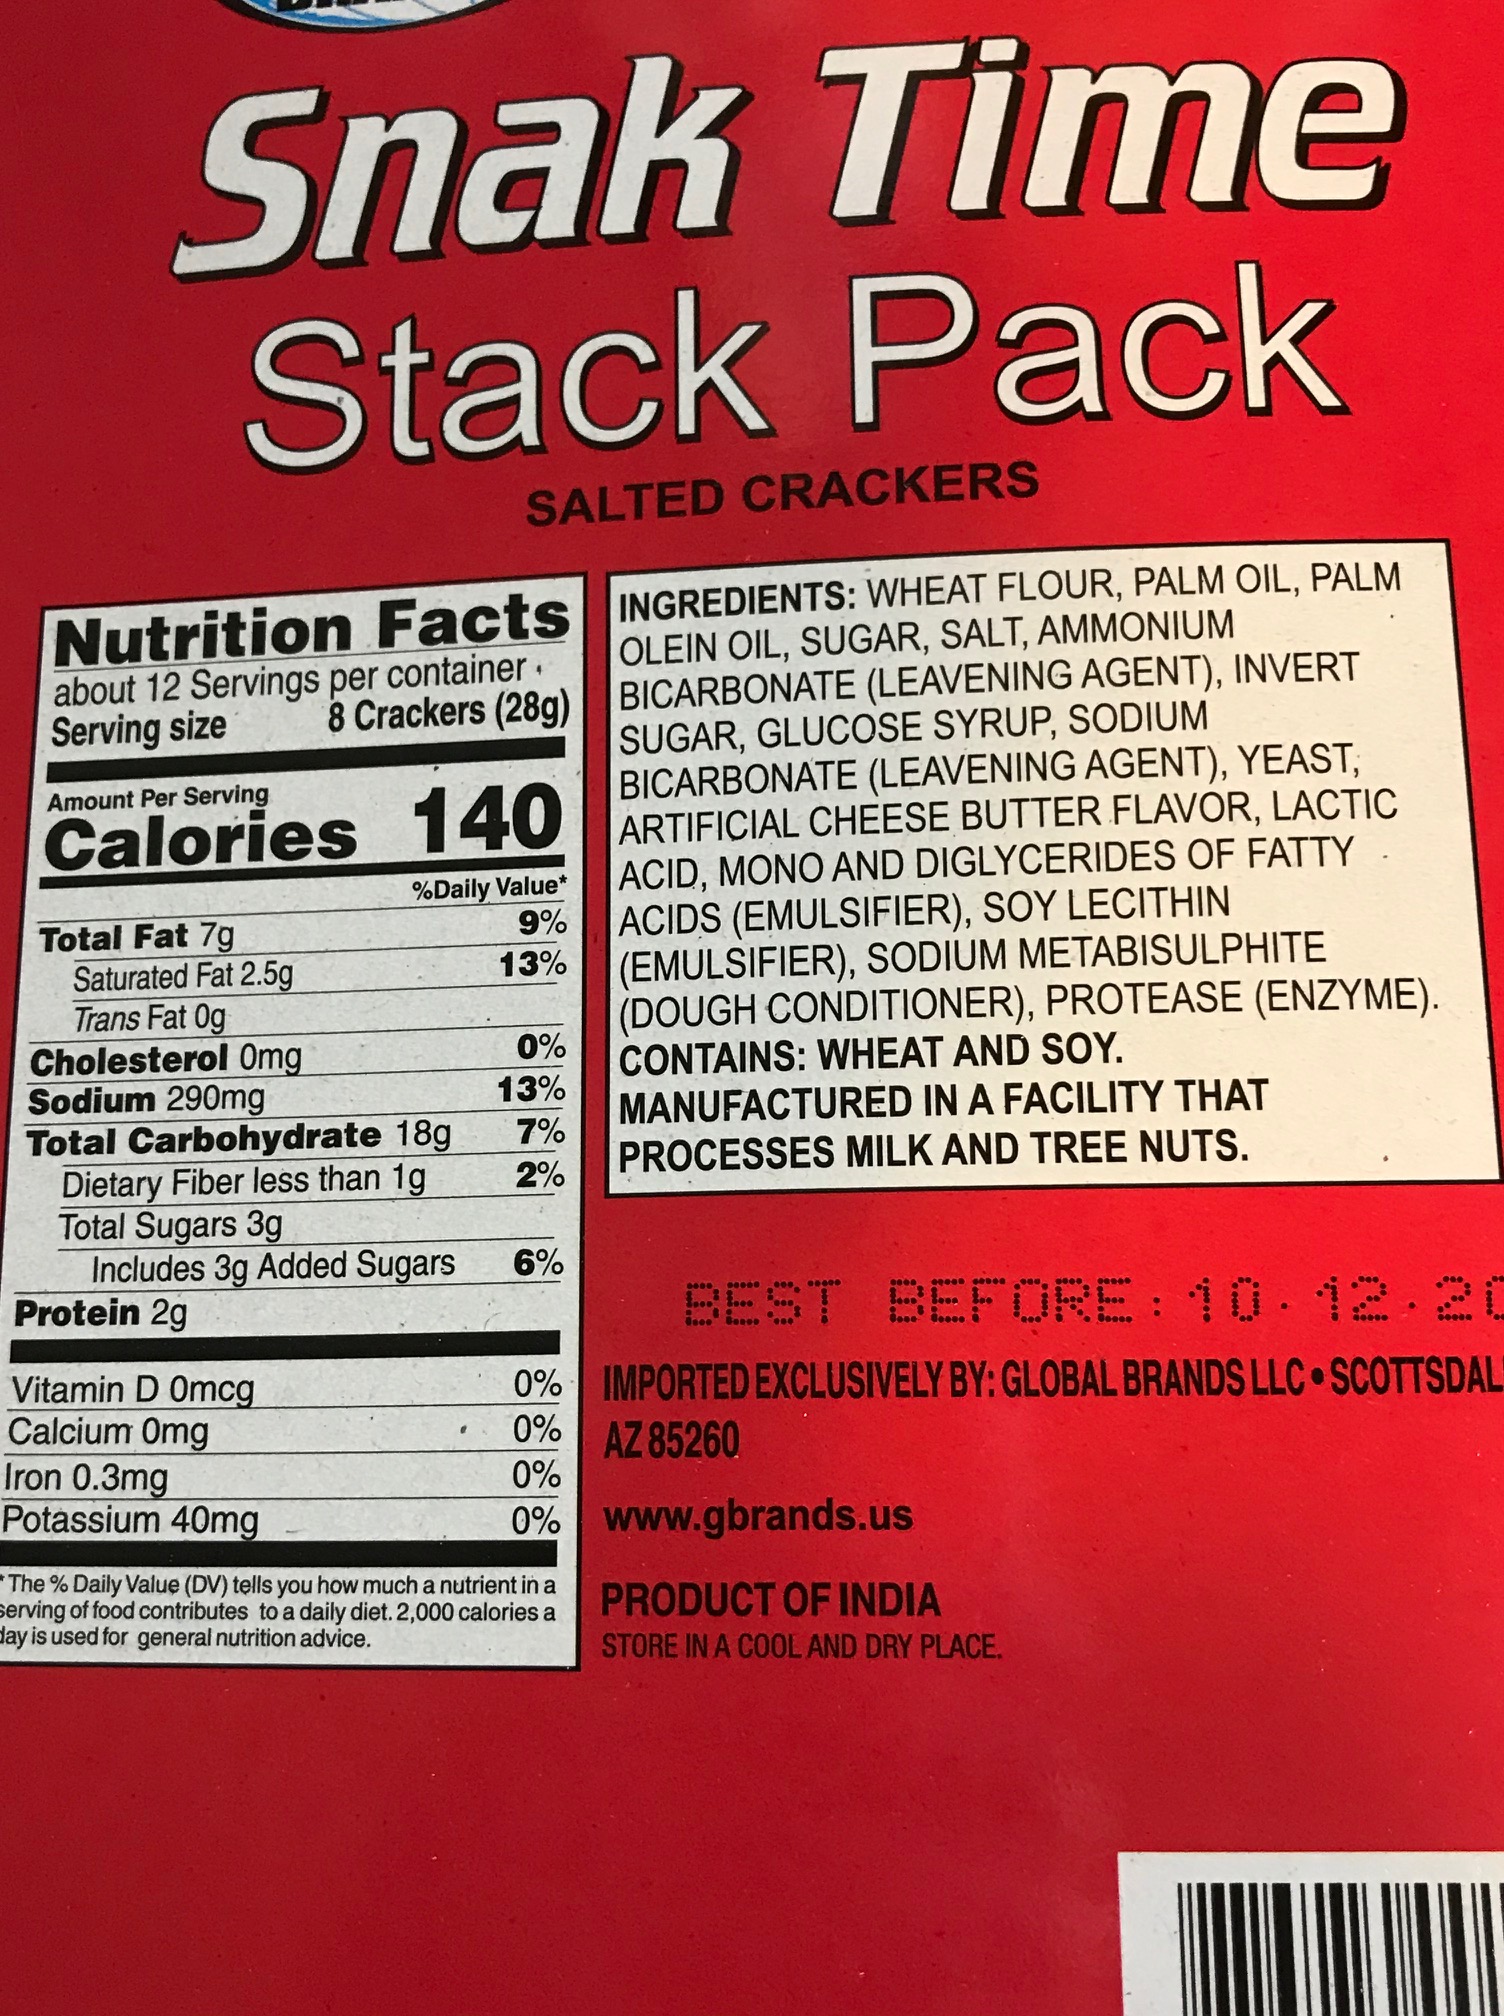 Snak Time
Stack Pack
SALTED CRACKERS
Nutrition Facts
about 12 Servings per container
Serving size 8 Crackers (28g)
Amount Per Serving
Calories 140
%Daily Value*
Total Fat 7g 9%
Saturated Fat 2.5g 13%
Trans Fat 0g
Cholesterol 0mg 0%
Sodium 290mg 13%
Total Carbohydrate 18g 7%
Dietary Fiber less than 1g 2%
Total Sugars 3g
Includes 3g Added Sugars 6%
Protein 2g
Vitamin D 0mcg 0%
Calcium 0mg 0%
Iron 0.3mg 0%
Potassium 40mg 0%
*The % Daily Value (DV) tells you how much a nutrient in a
serving of food contributes to a daily diet. 2,000 calories a
day is used for general nutrition advice.
INGREDIENTS: WHEAT FLOUR, PALM OIL, PALM
OLEIN OIL, SUGAR, SALT, AMMONIUM
BICARBONATE (LEAVENING AGENT), INVERT
SUGAR, GLUCOSE SYRUP, SODIUM
BICARBONATE (LEAVENING AGENT), YEAST,
ARTIFICIAL CHEESE BUTTER FLAVOR, LACTIC
ACID, MONO AND DIGLYCERIDES OF FATTY
ACIDS (EMULSIFIER), SOY LECITHIN
(EMULSIFIER), SODIUM METABISULPHITE
(DOUGH CONDITIONER), PROTEASE (ENZYME).
CONTAINS: WHEAT AND SOY.
MANUFACTURED IN A FACILITY THAT
PROCESSES MILK AND TREE NUTS.
BEST BEFORE: 10.12.20
IMPORTED EXCLUSIVELY BY: GLOBAL BRANDS LLC • SCOTTSDAL
AZ 85260
www.gbrands.us
PRODUCT OF INDIA
STORE IN A COOL AND DRY PLACE.